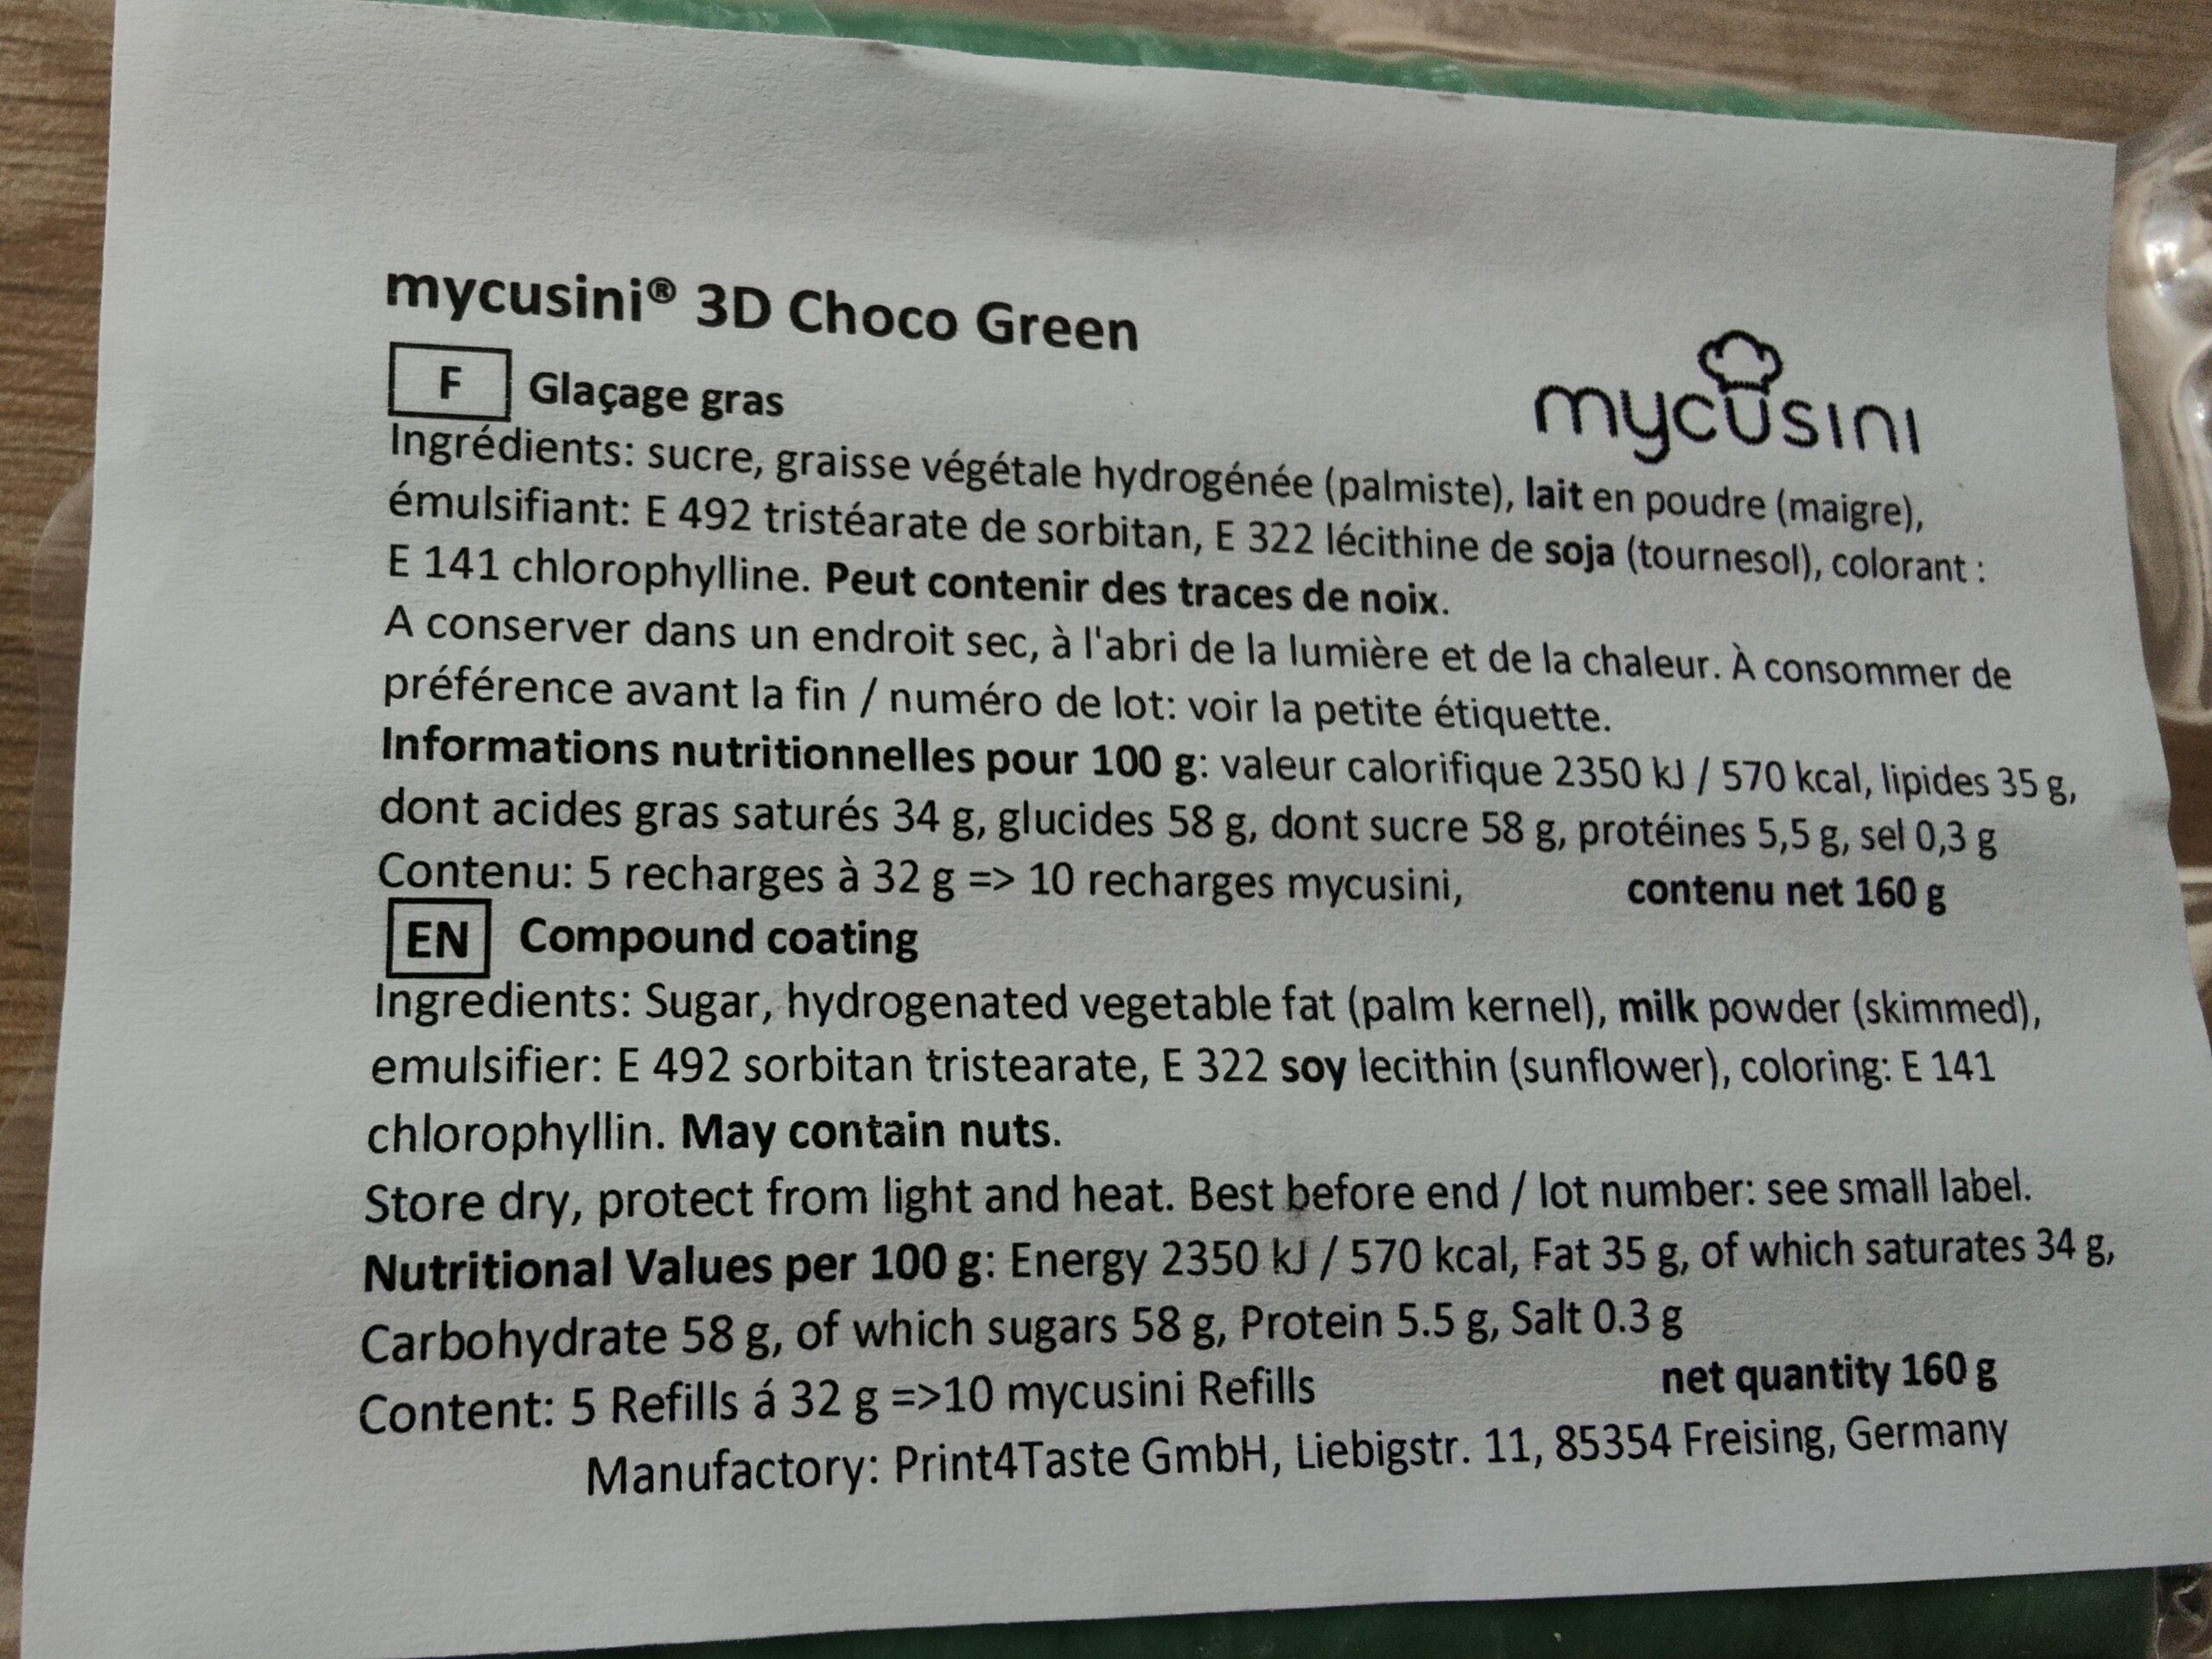 mycusini® 3D Choco Green
mycusini
F Glaçage gras
Ingrédients: sucre, graisse végétale hydrogénée (palmiste), lait en poudre (maigre),
émulsifiant: E 492 tristéarate de sorbitan, E 322 lécithine de soja (tournesol), colorant :
E 141 chlorophylline. Peut contenir des traces de noix.
A conserver dans un endroit sec, à l'abri de la lumière et de la chaleur. À consommer de
préférence avant la fin / numéro de lot: voir la petite étiquette.
Informations nutritionnelles pour 100 g: valeur calorifique 2350 kJ / 570 kcal, lipides 35 g,
dont acides gras saturés 34 g, glucides 58 g, dont sucre 58 g, protéines 5,5 g, sel 0,3 g
Contenu: 5 recharges à 32 g => 10 recharges mycusini, contenu net 160 g
EN Compound coating
Ingredients: Sugar, hydrogenated vegetable fat (palm kernel), milk powder (skimmed),
emulsifier: E 492 sorbitan tristearate, E 322 soy lecithin (sunflower), coloring: E 141
chlorophyllin. May contain nuts.
Store dry, protect from light and heat. Best before end / lot number: see small label.
Nutritional Values per 100 g: Energy 2350 kJ / 570 kcal, Fat 35 g, of which saturates 34 g,
Carbohydrate 58 g, of which sugars 58 g, Protein 5.5 g, Salt 0.3 g
Content: 5 Refills á 32 g =>10 mycusini Refills net quantity 160 g
Manufactory: Print4Taste GmbH, Liebigstr. 11, 85354 Freising, Germany